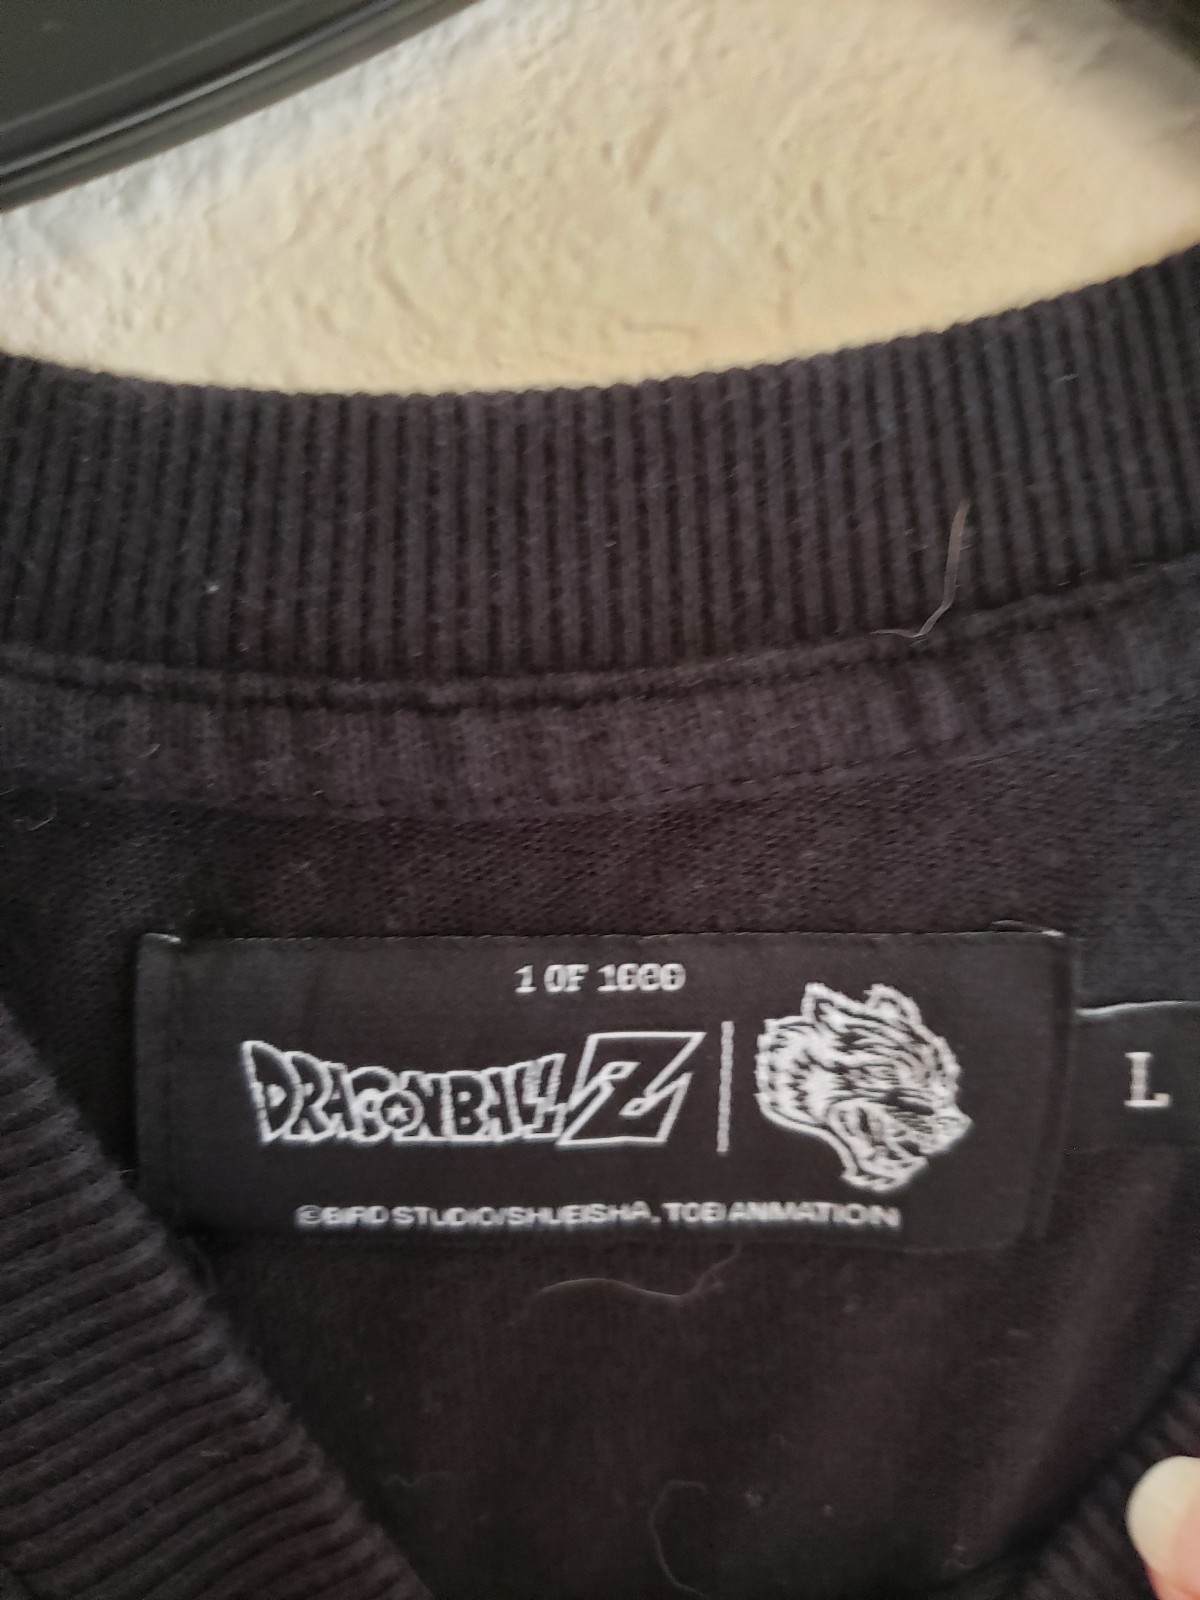 1 OF 1000
DRAGONBALL Z
L
©BIRD STUDIO/SHUEISHA, TOEI ANIMATION